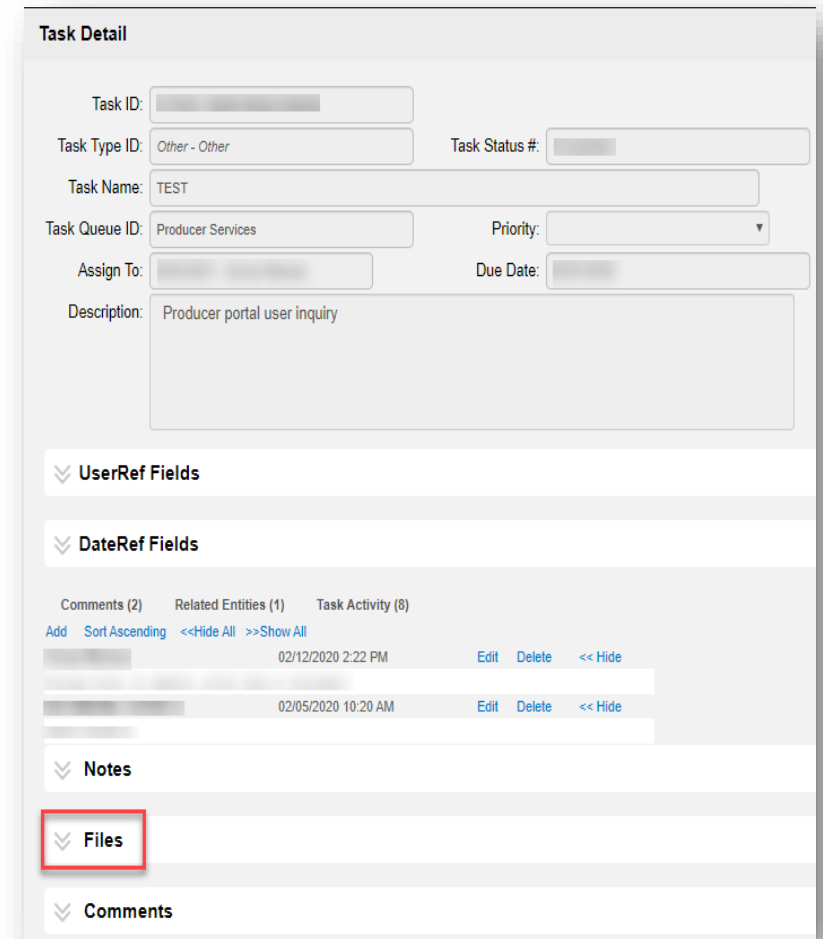 Task Detail
Task ID:
Task Type ID: Other - Other Task Status #:
Task Name: TEST
Task Queue ID: Producer Services Priority:
Assign To: Due Date:
Description: Producer portal user inquiry
UserRef Fields
DateRef Fields
Comments (2) Related Entities (1) Task Activity (8)
Add Sort Ascending <<Hide All >>Show All
02/12/2020 2:22 PM Edit Delete << Hide
02/05/2020 10:20 AM Edit Delete << Hide
Notes
Files
Comments